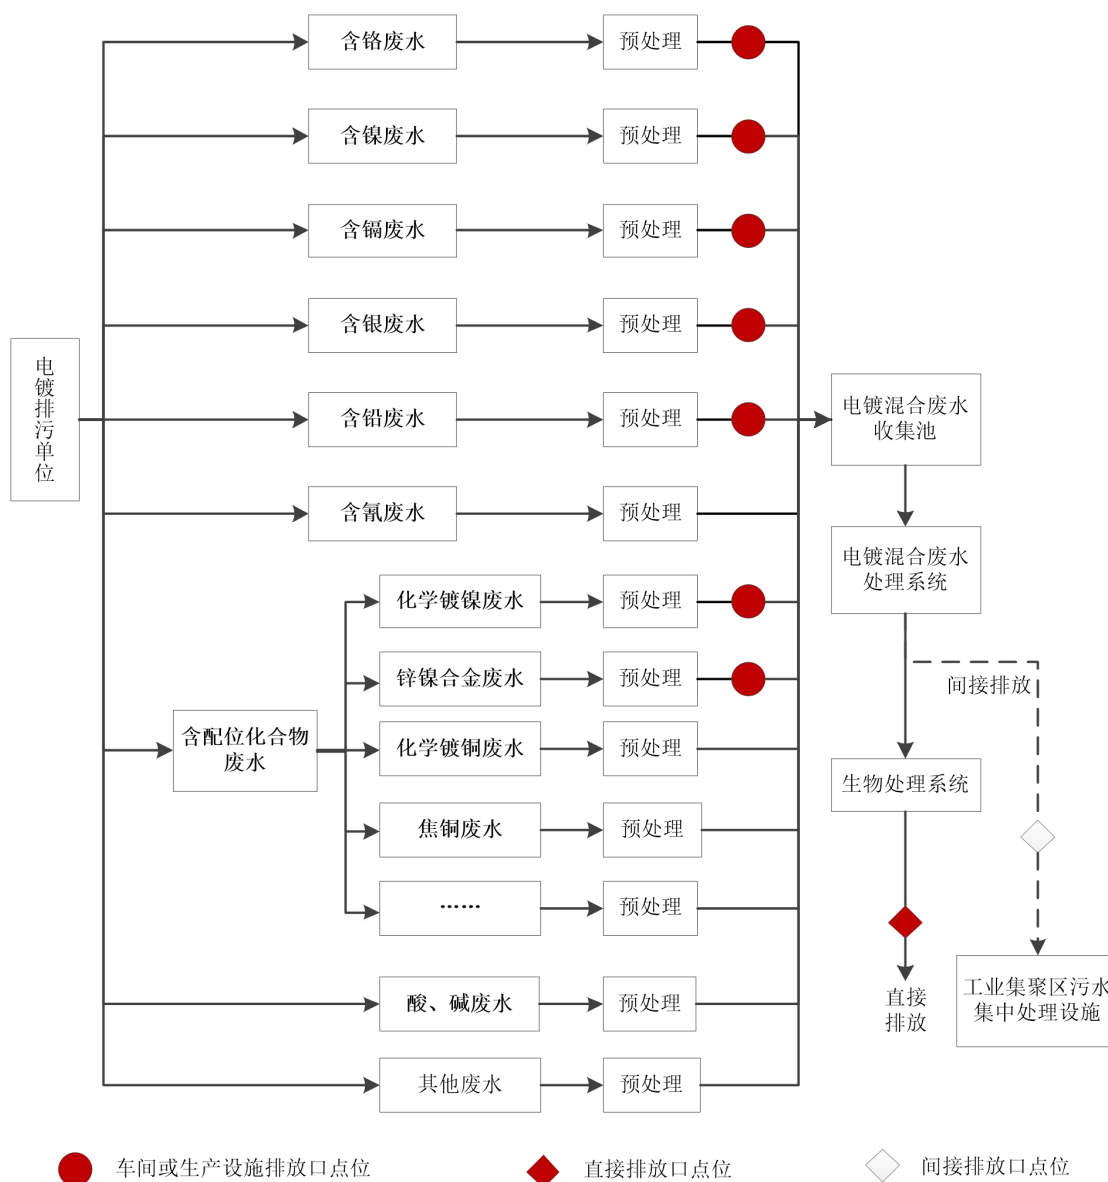 含铬废水
预处理
含镍废水
预处理
含镉废水
预处理
含银废水
预处理
电镀排污单位
含铅废水
预处理
电镀混合废水
收集池
含氰废水
预处理
电镀混合废水
处理系统
化学镀镍废水
预处理
锌镍合金废水
预处理
间接排放
含配位化合物
废水
化学镀铜废水
预处理
生物处理系统
焦铜废水
预处理
……
预处理
酸、碱废水
预处理
直接
排放
工业集聚区污水
集中处理设施
其他废水
预处理
车间或生产设施排放口点位
直接排放口点位
间接排放口点位